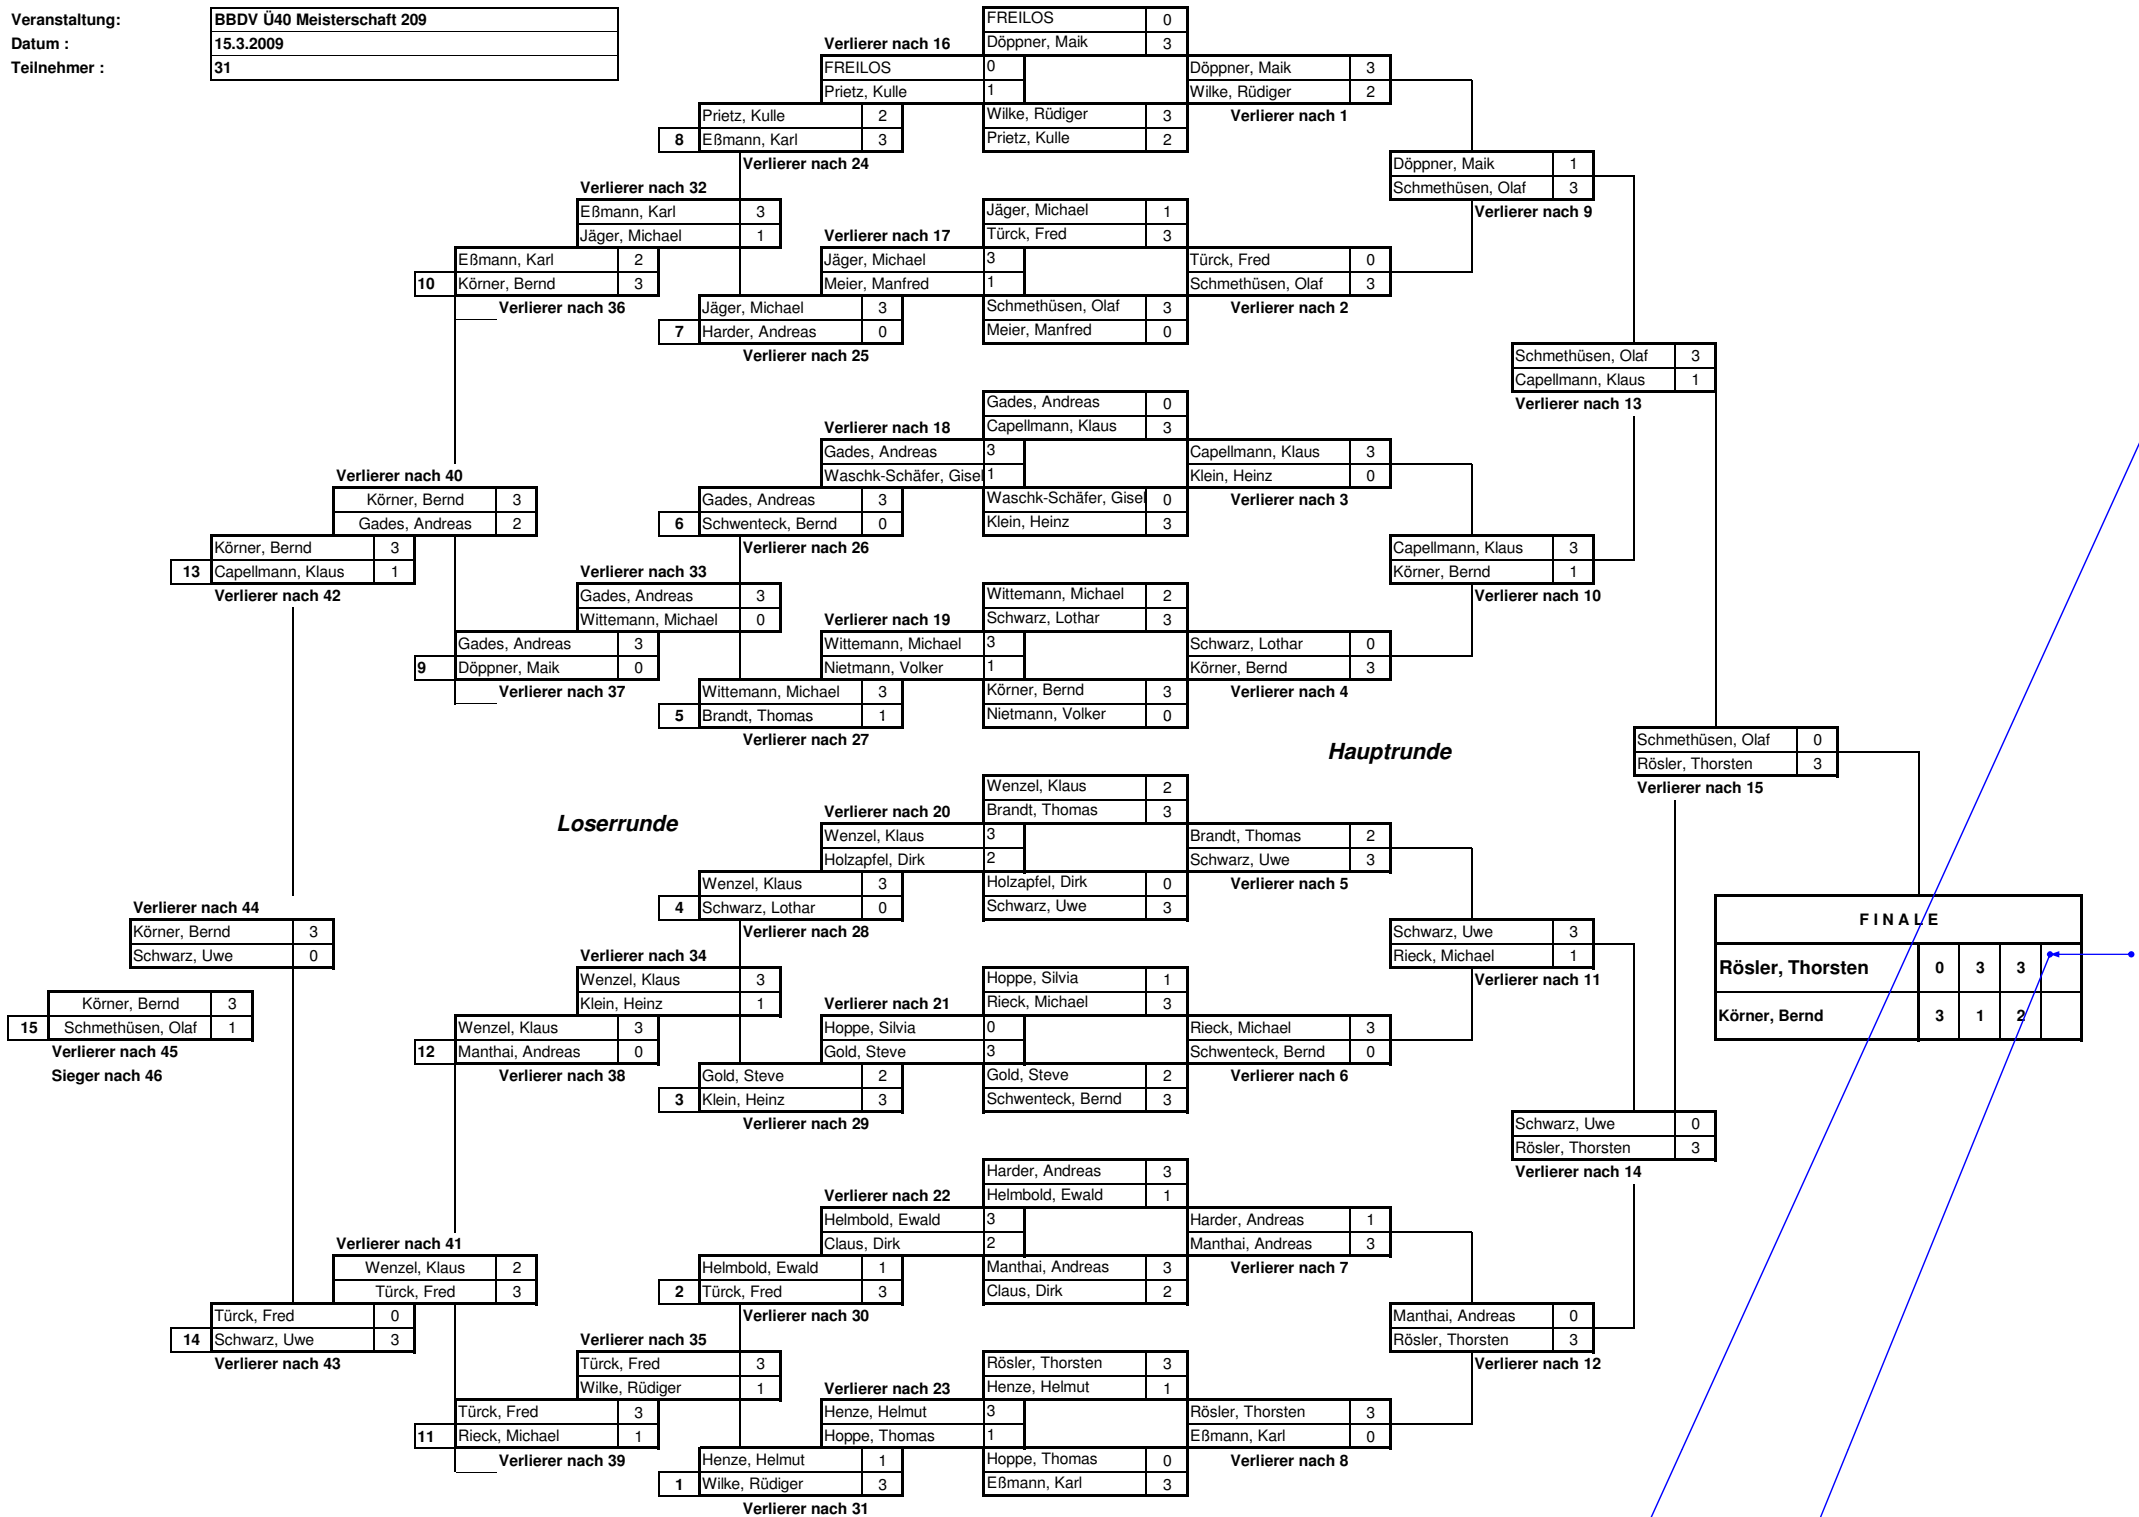 Veranstaltung: BBDV Ü40 Meisterschaft 209
Datum : 15.3.2009
Teilnehmer : 31
FREILOS 0
Verlierer nach 16 Döppner, Maik 3
FREILOS 0 Döppner, Maik 3
Prietz, Kulle 1 Wilke, Rüdiger 2
Prietz, Kulle 2 Wilke, Rüdiger 3 Verlierer nach 1
8 Eßmann, Karl 3 Prietz, Kulle 2
Verlierer nach 24 Döppner, Maik 1
Verlierer nach 32 Schmethüsen, Olaf 3
Eßmann, Karl 3 Jäger, Michael 1 Verlierer nach 9
Jäger, Michael 1 Verlierer nach 17 Türck, Fred 3
Eßmann, Karl 2 Jäger, Michael 3 Türck, Fred 0
10 Körner, Bernd 3 Meier, Manfred 1 Schmethüsen, Olaf 3
Verlierer nach 36 Jäger, Michael 3 Schmethüsen, Olaf 3 Verlierer nach 2
7 Harder, Andreas 0 Meier, Manfred 0
Verlierer nach 25 Schmethüsen, Olaf 3
Capellmann, Klaus 1
Gades, Andreas 0 Verlierer nach 13
Verlierer nach 18 Capellmann, Klaus 3
Gades, Andreas 3 Capellmann, Klaus 3
Verlierer nach 40 Waschk-Schäfer, Gisel 1 Klein, Heinz 0
Körner, Bernd 3 Gades, Andreas 3 Waschk-Schäfer, Gisel 0 Verlierer nach 3
Gades, Andreas 2 6 Schwenteck, Bernd 0 Klein, Heinz 3
Körner, Bernd 3 Verlierer nach 26 Capellmann, Klaus 3
13 Capellmann, Klaus 1 Verlierer nach 33 Körner, Bernd 1
Verlierer nach 42 Gades, Andreas 3 Wittemann, Michael 2 Verlierer nach 10
Wittemann, Michael 0 Verlierer nach 19 Schwarz, Lothar 3
Gades, Andreas 3 Wittemann, Michael 3 Schwarz, Lothar 0
9 Döppner, Maik 0 Nietmann, Volker 1 Körner, Bernd 3
Verlierer nach 37 Wittemann, Michael 3 Körner, Bernd 3 Verlierer nach 4
5 Brandt, Thomas 1 Nietmann, Volker 0
Verlierer nach 27 Hauptrunde Schmethüsen, Olaf 0
Rösler, Thorsten 3
Wenzel, Klaus 2 Verlierer nach 15
Loserrunde Verlierer nach 20 Brandt, Thomas 3
Wenzel, Klaus 3 Brandt, Thomas 2
Holzapfel, Dirk 2 Schwarz, Uwe 3
Wenzel, Klaus 3 Holzapfel, Dirk 0 Verlierer nach 5
Verlierer nach 44 4 Schwarz, Lothar 0 Schwarz, Uwe 3 FINALE
Körner, Bernd 3 Verlierer nach 28 Schwarz, Uwe 3
Schwarz, Uwe 0 Verlierer nach 34 Rieck, Michael 1 Rösler, Thorsten 0 3 3
Wenzel, Klaus 3 Hoppe, Silvia 1 Verlierer nach 11
Körner, Bernd 3 Klein, Heinz 1 Verlierer nach 21 Rieck, Michael 3 Körner, Bernd 3 1 2
15 Schmethüsen, Olaf 1 Wenzel, Klaus 3 Hoppe, Silvia 0 Rieck, Michael 3
Verlierer nach 45 12 Manthai, Andreas 0 Gold, Steve 3 Schwenteck, Bernd 0
Sieger nach 46 Verlierer nach 38 Gold, Steve 2 Gold, Steve 2 Verlierer nach 6
3 Klein, Heinz 3 Schwenteck, Bernd 3
Verlierer nach 29 Schwarz, Uwe 0
Rösler, Thorsten 3
Harder, Andreas 3 Verlierer nach 14
Verlierer nach 22 Helmbold, Ewald 1
Helmbold, Ewald 3 Harder, Andreas 1
Verlierer nach 41 Claus, Dirk 2 Manthai, Andreas 3
Wenzel, Klaus 2 Helmbold, Ewald 1 Manthai, Andreas 3 Verlierer nach 7
Türck, Fred 3 2 Türck, Fred 3 Claus, Dirk 2
Türck, Fred 0 Verlierer nach 30 Manthai, Andreas 0
14 Schwarz, Uwe 3 Verlierer nach 35 Rösler, Thorsten 3
Verlierer nach 43 Türck, Fred 3 Rösler, Thorsten 3 Verlierer nach 12
Wilke, Rüdiger 1 Verlierer nach 23 Henze, Helmut 1
Türck, Fred 3 Henze, Helmut 3 Rösler, Thorsten 3
11 Rieck, Michael 1 Hoppe, Thomas 1 Eßmann, Karl 0
Verlierer nach 39 Henze, Helmut 1 Hoppe, Thomas 0 Verlierer nach 8
1 Wilke, Rüdiger 3 Eßmann, Karl 3
Verlierer nach 31